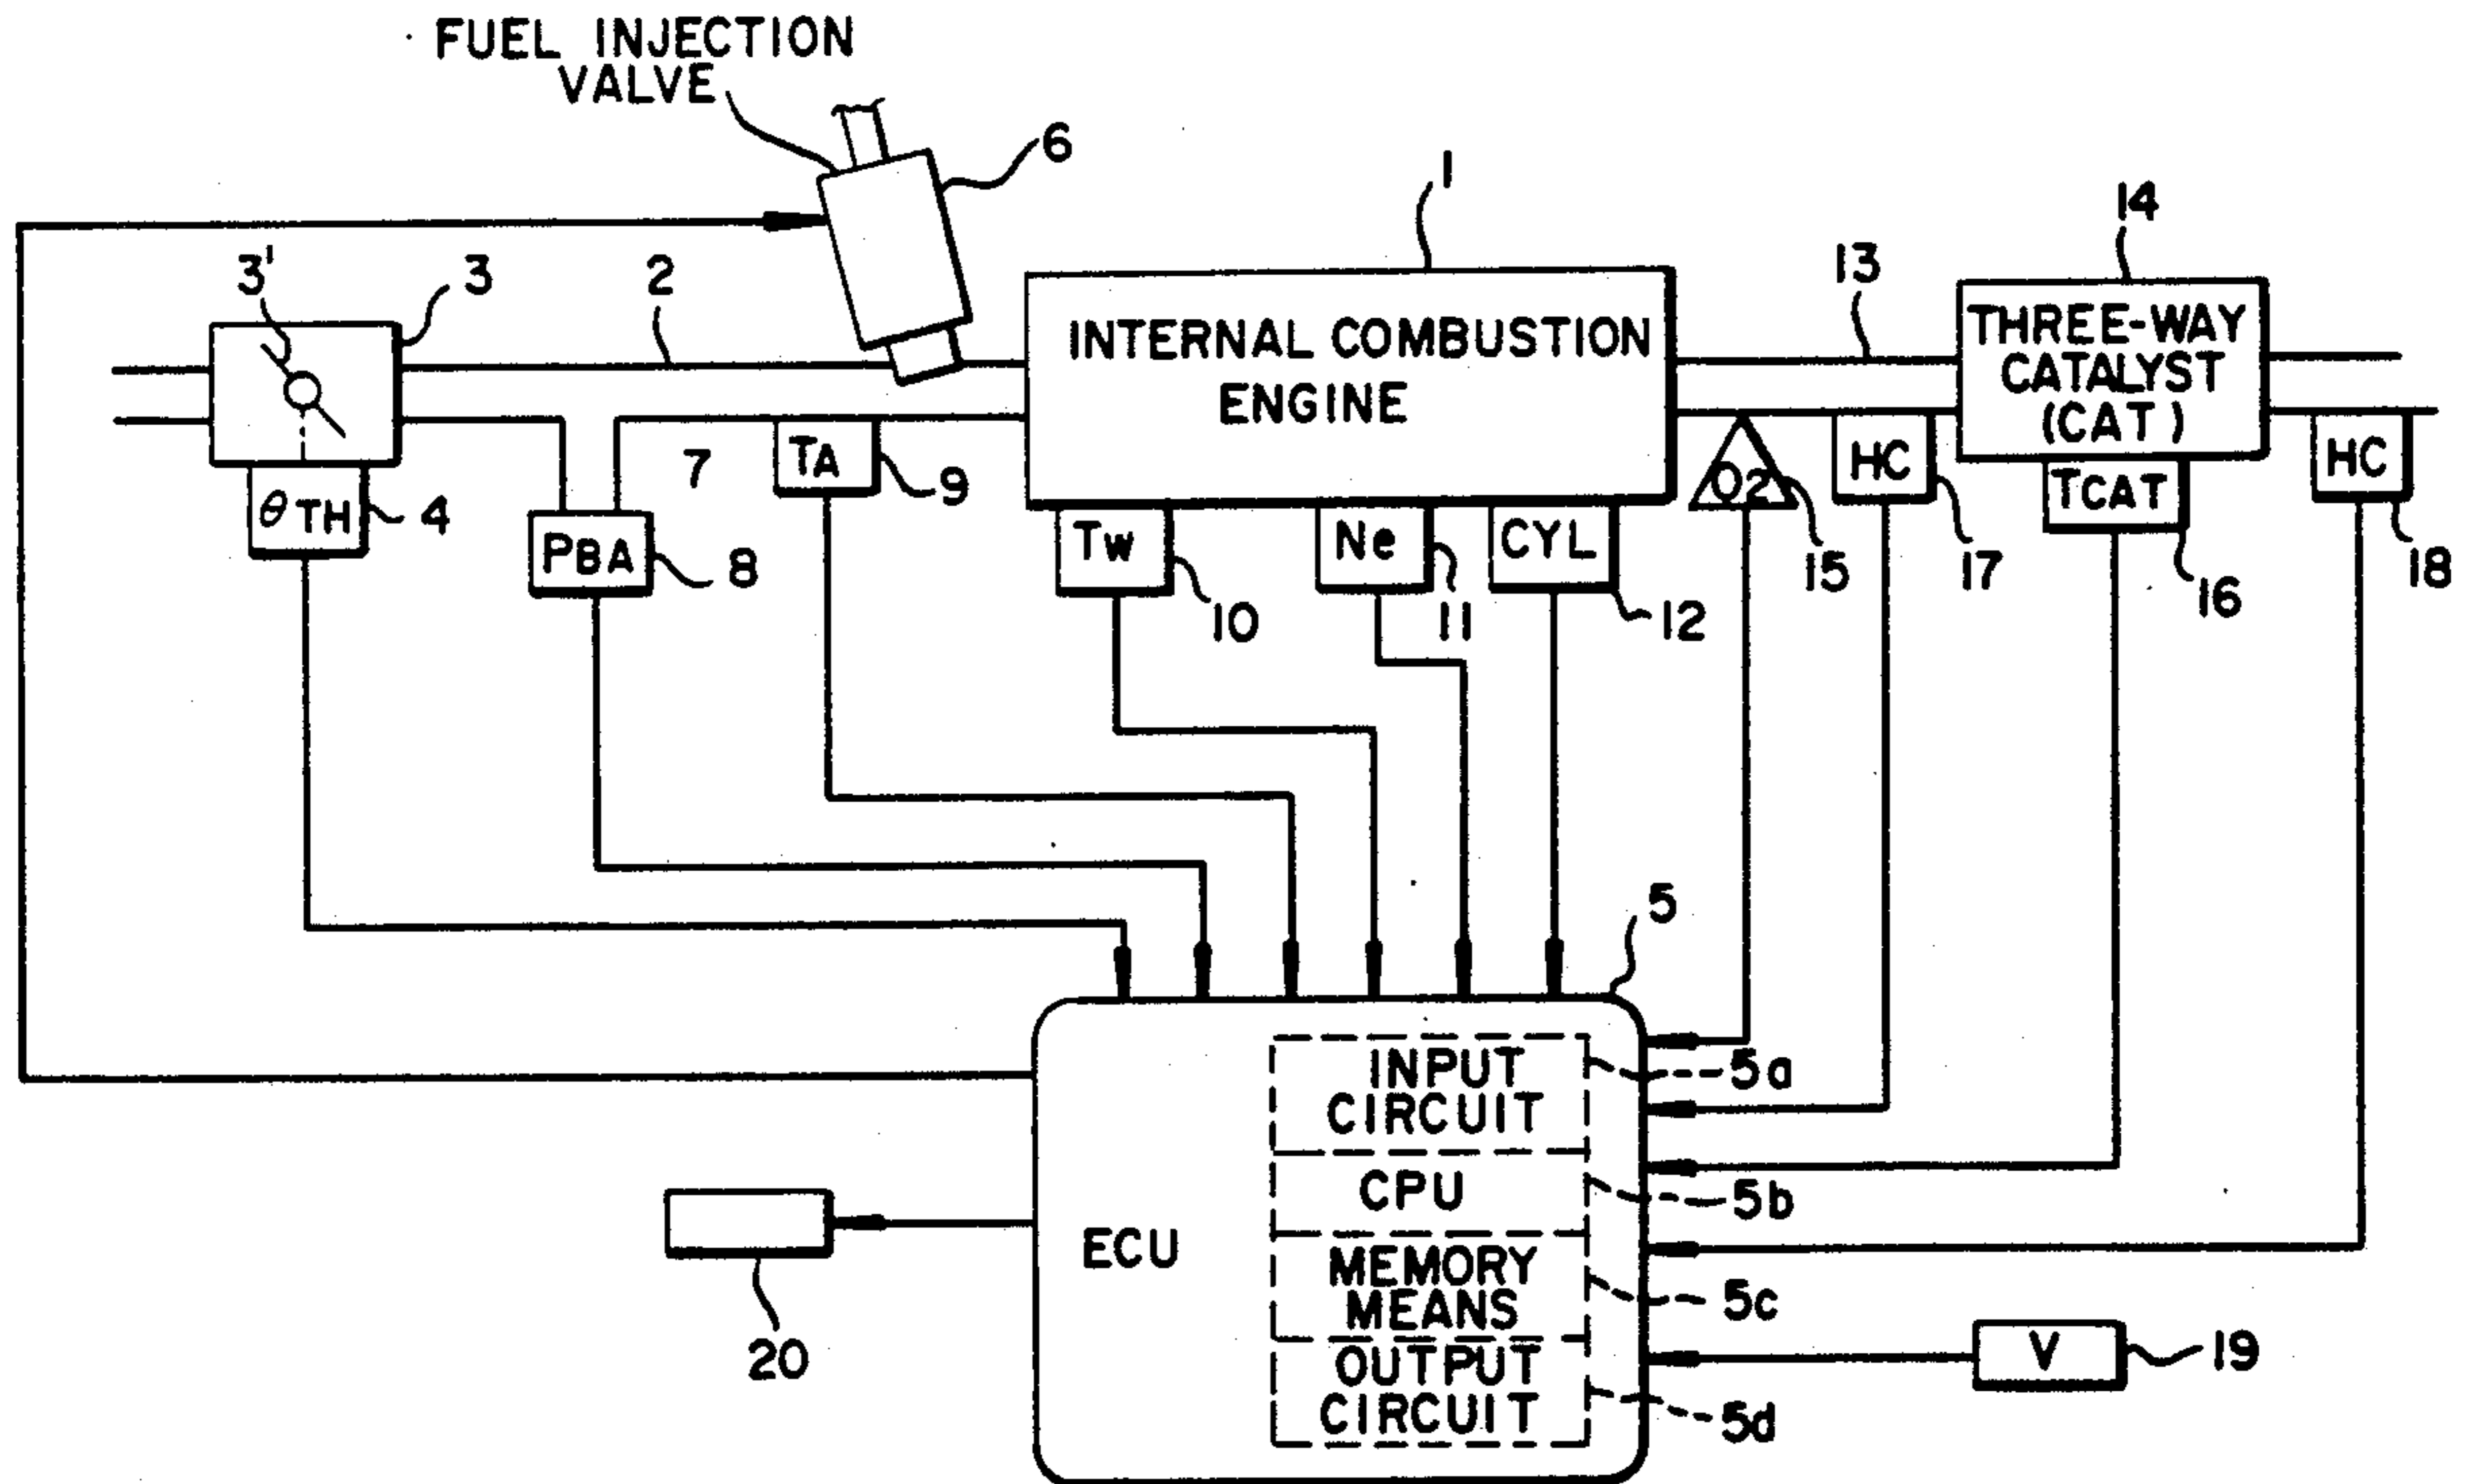 FUEL INJECTION
VALVE
6
1
14
3'
3
2
13
INTERNAL COMBUSTION
ENGINE
THREE-WAY
CATALYST
(CAT)
θTH
4
7
TA
9
PBA
8
TW
10
Ne
11
CYL
12
O2
15
HC
17
TCAT
16
HC
18
5
ECU
INPUT
CIRCUIT
5a
CPU
5b
MEMORY
MEANS
5c
OUTPUT
CIRCUIT
5d
20
V
19